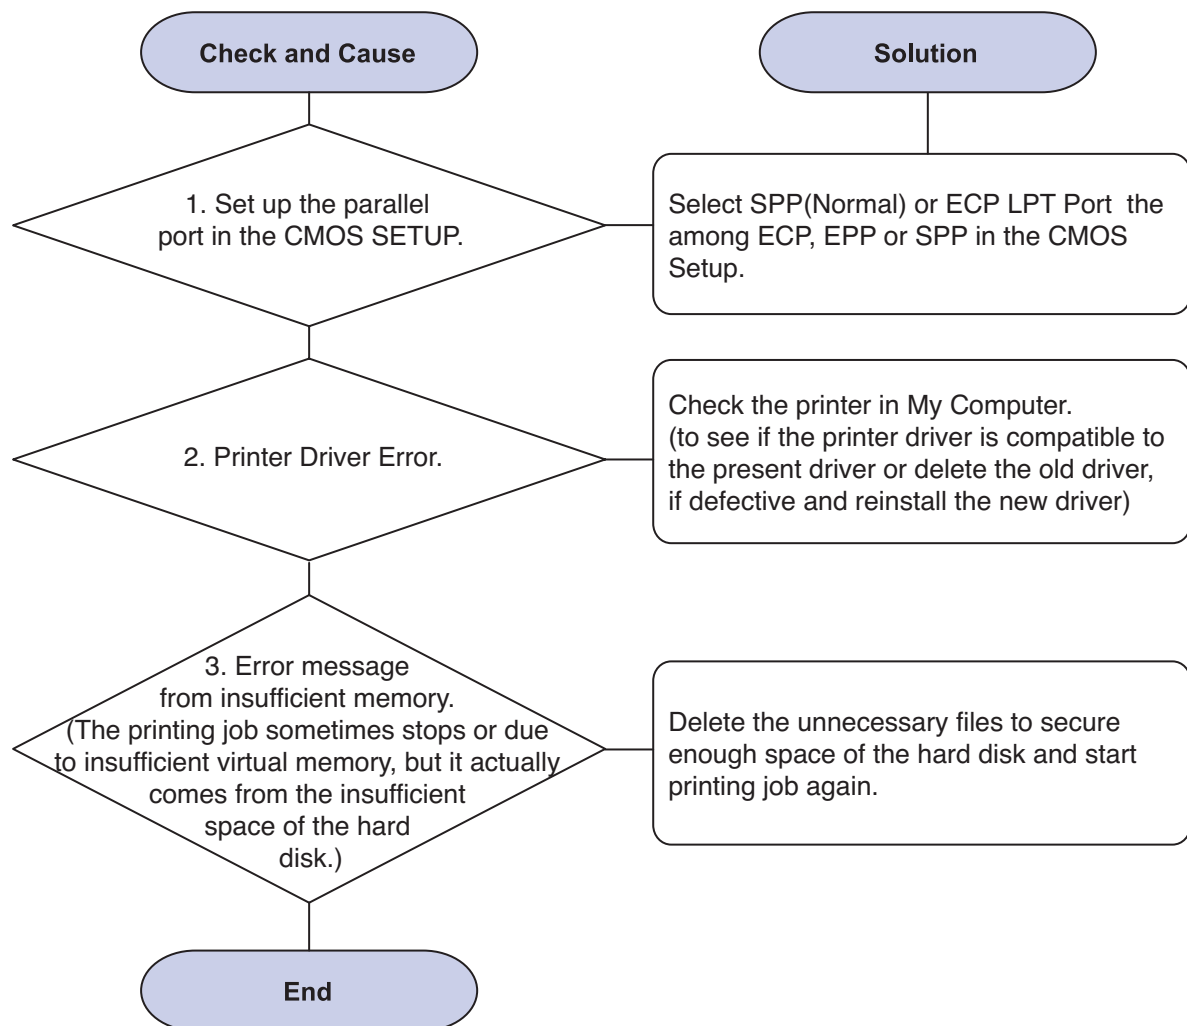 Check and Cause
Solution
1. Set up the parallel
port in the CMOS SETUP.
Select SPP(Normal) or ECP LPT Port  the
among ECP, EPP or SPP in the CMOS
Setup.
2. Printer Driver Error.
Check the printer in My Computer.
(to see if the printer driver is compatible to
the present driver or delete the old driver,
if defective and reinstall the new driver)
3. Error message
from insufficient memory.
(The printing job sometimes stops or due
to insufficient virtual memory, but it actually
comes from the insufficient
space of the hard
disk.)
Delete the unnecessary files to secure
enough space of the hard disk and start
printing job again.
End